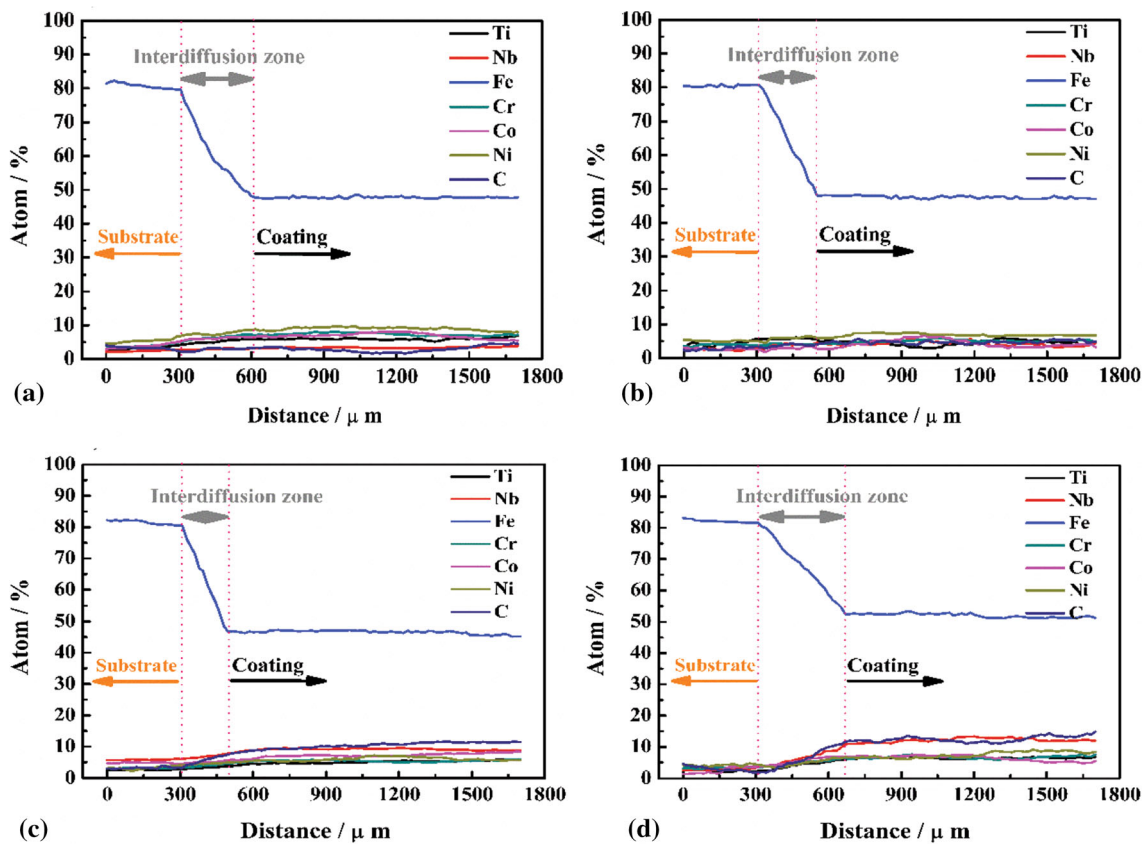 100
90
80
70
60
50
40
30
20
10
0
Atom / %
Interdiffusion zone
Ti
Nb
Fe
Cr
Co
Ni
C
Substrate
Coating
0 300 600 900 1200 1500 1800
Distance / μ m
(a)
100
90
80
70
60
50
40
30
20
10
0
Atom / %
Interdiffusion zone
Ti
Nb
Fe
Cr
Co
Ni
C
Substrate
Coating
0 300 600 900 1200 1500 1800
Distance / μ m
(b)
100
90
80
70
60
50
40
30
20
10
0
Atom / %
Interdiffusion zone
Ti
Nb
Fe
Cr
Co
Ni
C
Substrate
Coating
0 300 600 900 1200 1500 1800
Distance / μ m
(c)
100
90
80
70
60
50
40
30
20
10
0
Atom / %
Interdiffusion zone
Ti
Nb
Fe
Cr
Co
Ni
C
Substrate
Coating
0 300 600 900 1200 1500 1800
Distance / μ m
(d)